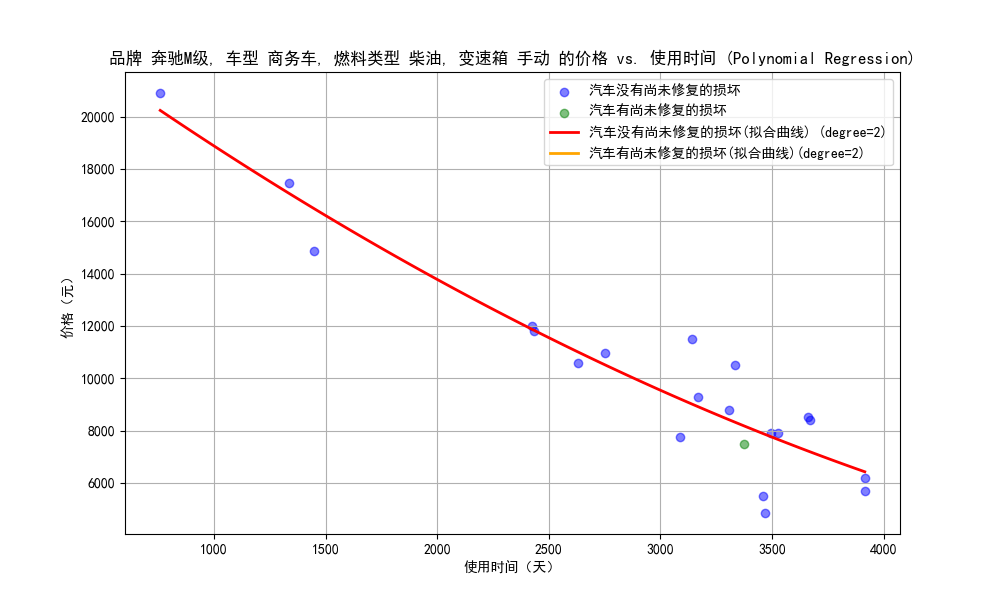 品牌 奔驰M级, 车型 商务车, 燃料类型 柴油, 变速箱 手动 的价格 vs. 使用时间 (Polynomial Regression)
汽车没有尚未修复的损坏
汽车有尚未修复的损坏
汽车没有尚未修复的损坏(拟合曲线) (degree=2)
汽车有尚未修复的损坏(拟合曲线)(degree=2)
价格（元）
20000
18000
16000
14000
12000
10000
8000
6000
1000 1500 2000 2500 3000 3500 4000
使用时间（天）